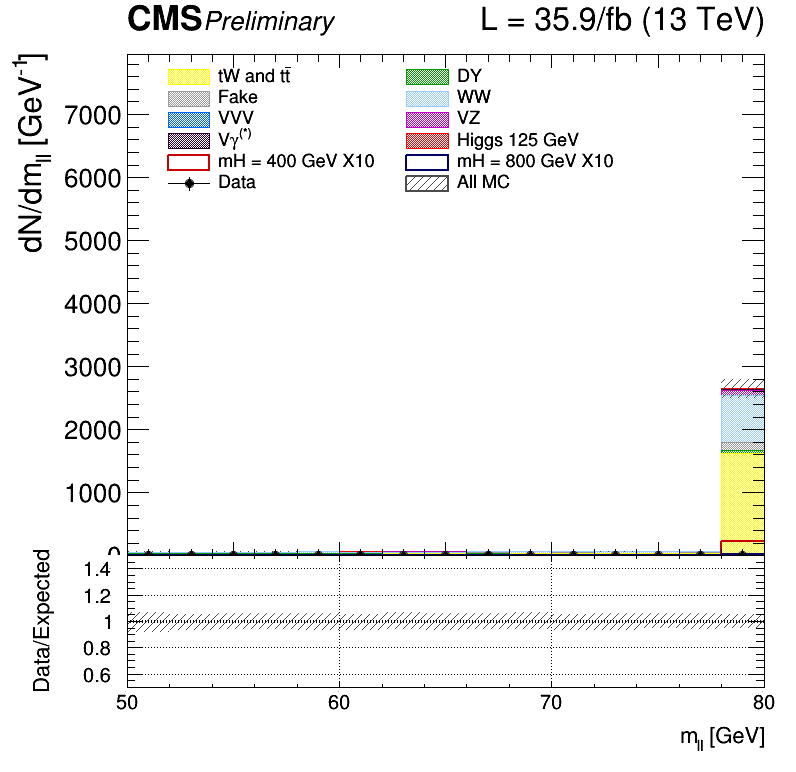 CMS Preliminary L = 35.9/fb (13 TeV)
dN/dm_ll [GeV^-1]
tW and tt̄ DY
Fake WW
VVV VZ
Vγ^(*) Higgs 125 GeV
mH = 400 GeV X10 mH = 800 GeV X10
Data All MC
7000
6000
5000
4000
3000
2000
1000
0
Data/Expected
1.4
1.2
1
0.8
0.6
50 60 70 80
m_ll [GeV]